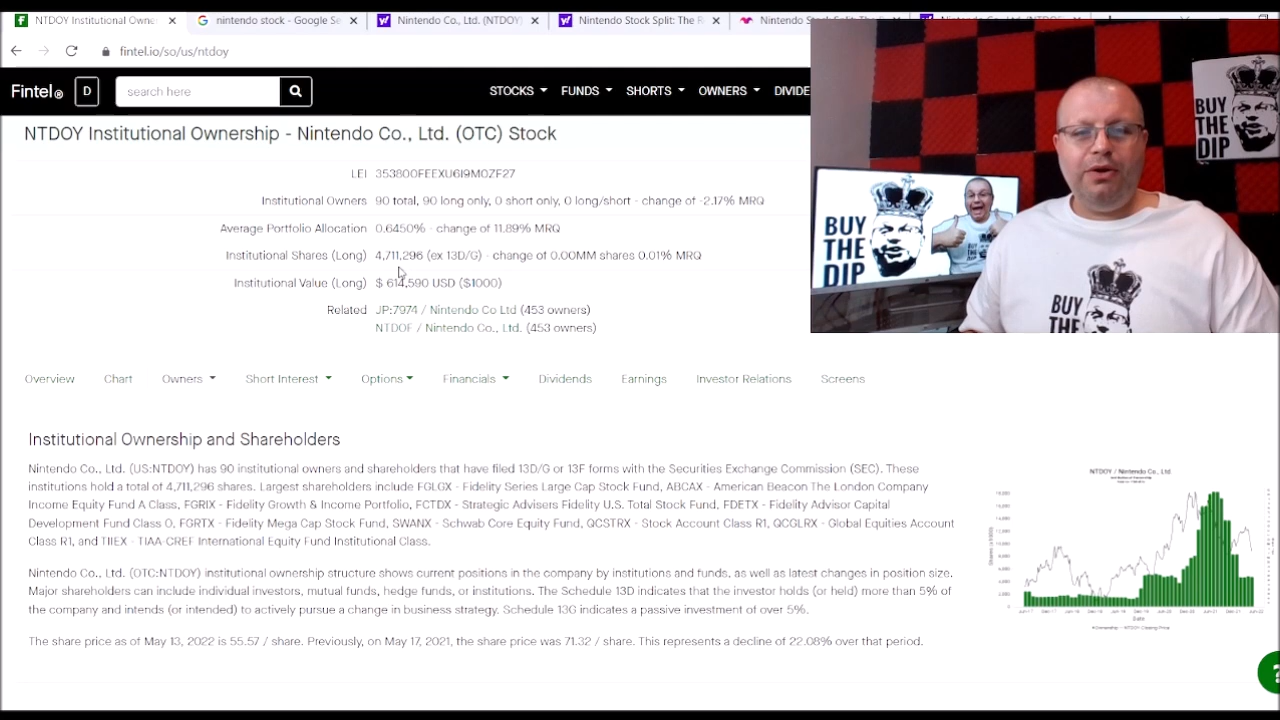 NTDOY Institutional Owne
nintendo stock - Google Se
Nintendo Co., Ltd. (NTDOY)
Nintendo Stock Split: The R
fintel.io/so/us/ntdoy
Fintel® D search here STOCKS FUNDS SHORTS OWNERS DIVIDE
NTDOY Institutional Ownership - Nintendo Co., Ltd. (OTC) Stock
LEI 353800FEEXU6I9M0ZF27
Institutional Owners 90 total, 90 long only, 0 short only, 0 long/short - change of -2.17% MRQ
Average Portfolio Allocation 0.6450% - change of 11.89% MRQ
Institutional Shares (Long) 4,711,296 (ex 13D/G) - change of 0.00MM shares 0.01% MRQ
Institutional Value (Long) $ 614,590 USD ($1000)
Related JP:7974 / Nintendo Co Ltd (453 owners)
NTDOF / Nintendo Co., Ltd. (453 owners)
BUY
THE
DIP
BUY
THE
DIP
BUY
THE
Overview Chart Owners Short Interest Options Financials Dividends Earnings Investor Relations Screens
Institutional Ownership and Shareholders
Nintendo Co., Ltd. (US:NTDOY) has 90 institutional owners and shareholders that have filed 13D/G or 13F forms with the Securities Exchange Commission (SEC). These
institutions hold a total of 4,711,296 shares. Largest shareholders include Fidelity Series Large Cap Stock Fund, ABCAX - American Beacon The London Company
Income Equity Fund A Class, FGRIX - Fidelity Growth & Income Portfolio, FCTDX - Strategic Advisers Fidelity U.S. Total Stock Fund, FDETX - Fidelity Advisor Capital
Development Fund Class O, FGRTX - Fidelity Mega Cap Stock Fund, SWANX - Schwab Core Equity Fund, QCSTRX - Stock Account Class R1, QCGLRX - Global Equities Account
Class R1, and TIIEX - TIAA-CREF International Equity Fund Institutional Class.
Nintendo Co., Ltd. (OTC:NTDOY) institutional ownership structure shows current positions in the company by institutions and funds, as well as latest changes in position size.
Major shareholders can include individual investors, mutual funds, hedge funds, or institutions. The Schedule 13D indicates that the investor holds (or held) more than 5% of
the company and intends (or intended) to actively pursue a change in business strategy. Schedule 13G indicates a passive investment of over 5%.
The share price as of May 13, 2022 is 55.57 / share. Previously, on May 17, 2021, the share price was 71.32 / share. This represents a decline of 22.08% over that period.
NTDOY / Nintendo Co., Ltd.
Date